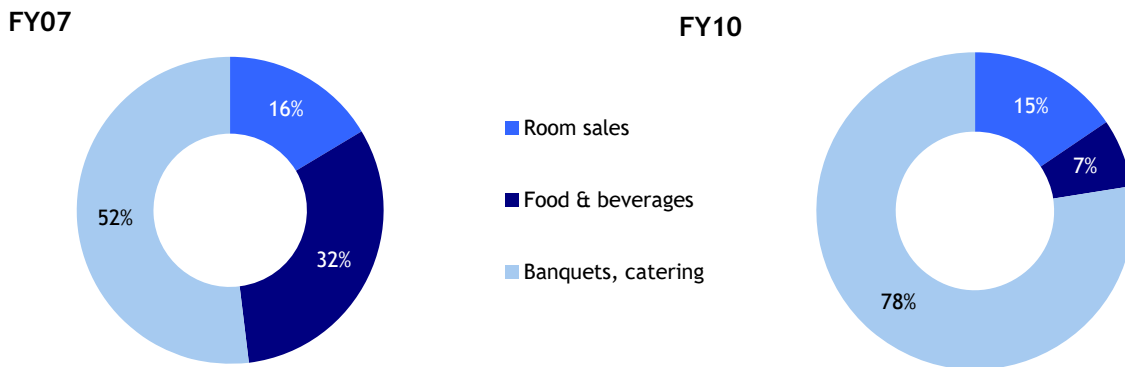 FY07
16%
32%
52%
Room sales
Food & beverages
Banquets, catering
FY10
15%
7%
78%